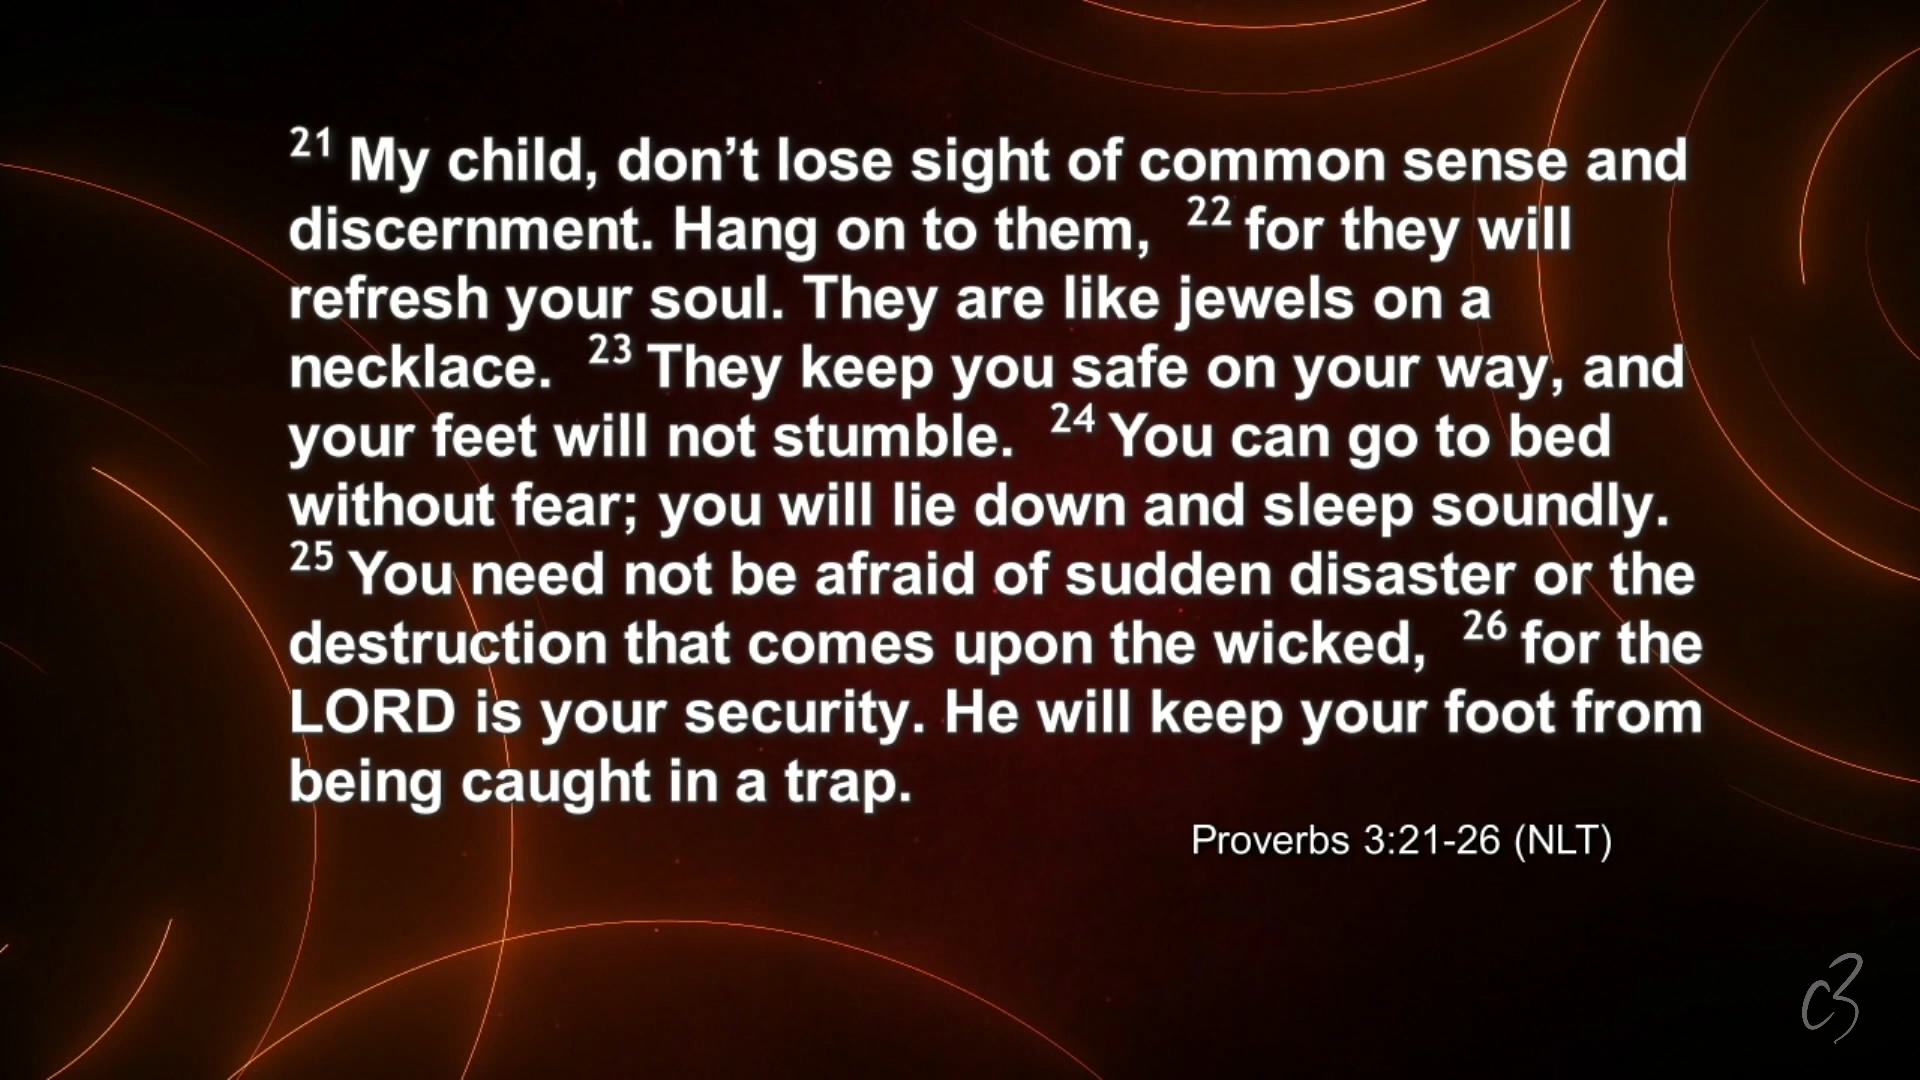 21 My child, don’t lose sight of common sense and
discernment. Hang on to them, 22 for they will
refresh your soul. They are like jewels on a
necklace. 23 They keep you safe on your way, and
your feet will not stumble. 24 You can go to bed
without fear; you will lie down and sleep soundly.
25 You need not be afraid of sudden disaster or the
destruction that comes upon the wicked, 26 for the
LORD is your security. He will keep your foot from
being caught in a trap.
Proverbs 3:21-26 (NLT)
c3